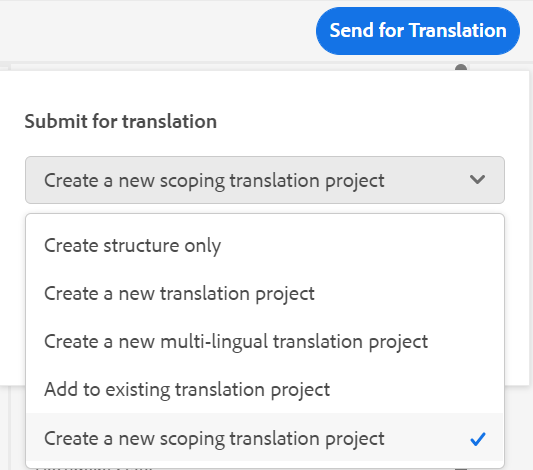 Send for Translation
Submit for translation
Create a new scoping translation project
Create structure only
Create a new translation project
Create a new multi-lingual translation project
Add to existing translation project
Create a new scoping translation project